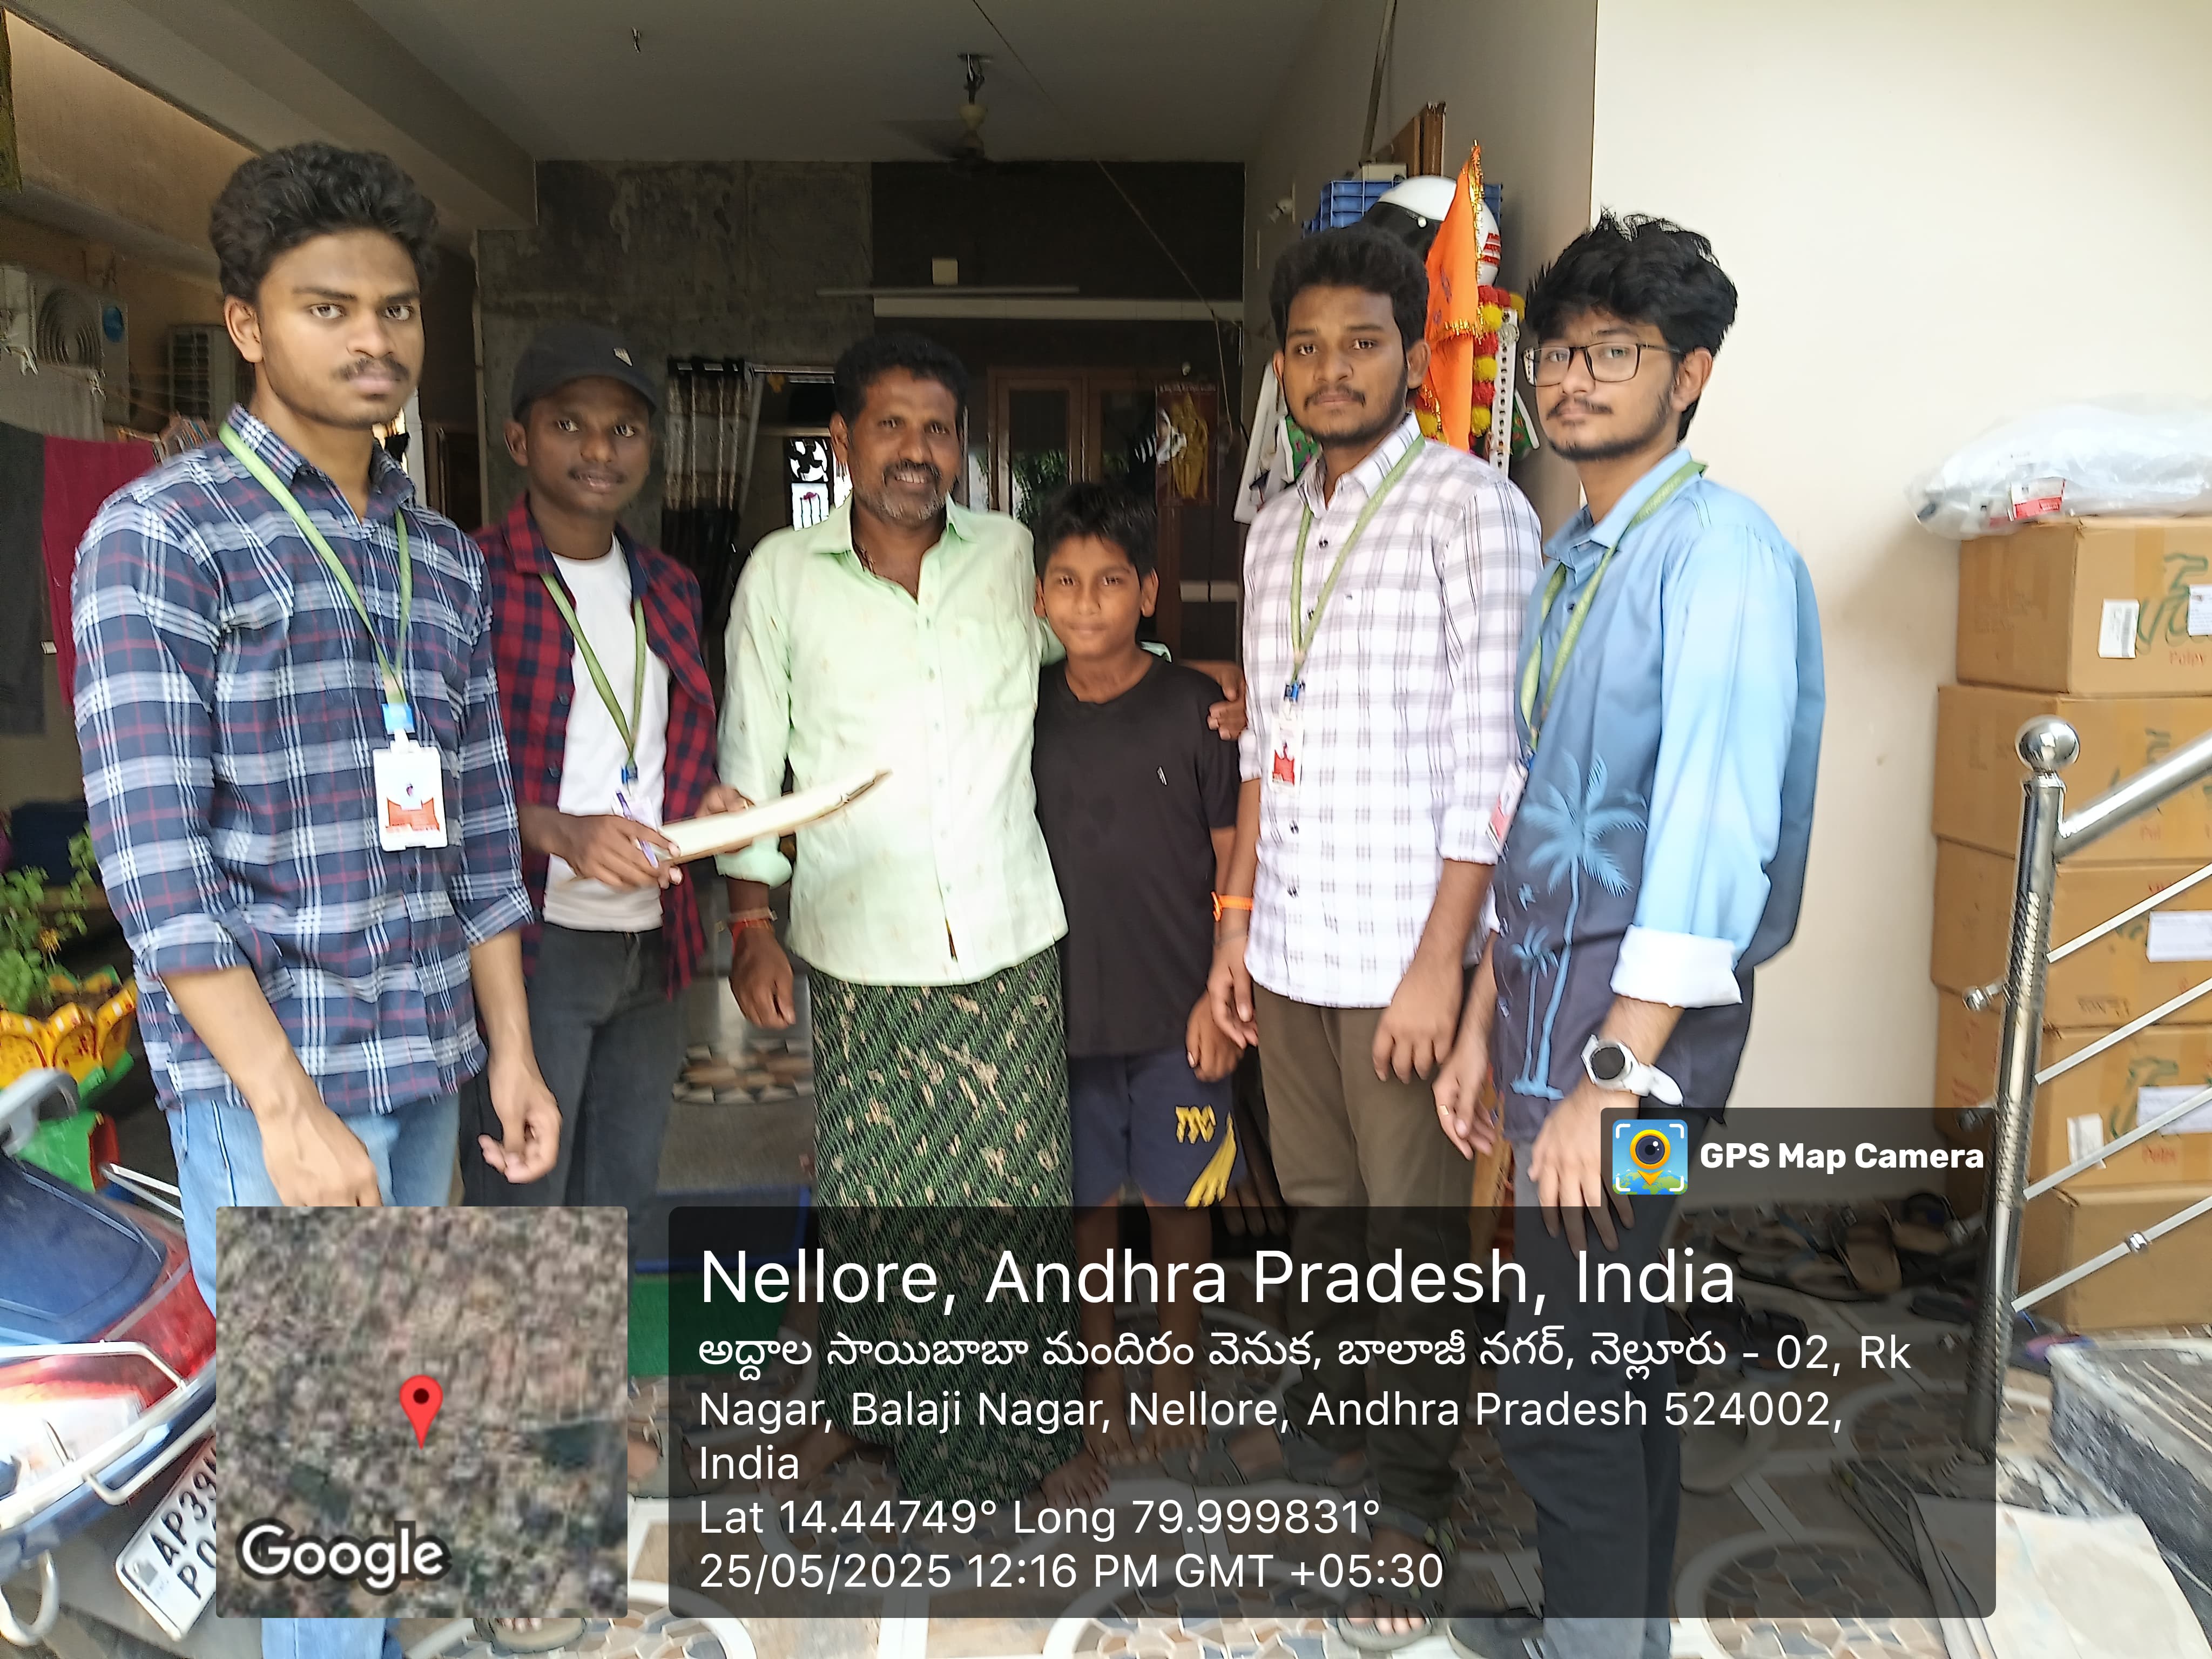 GPS Map Camera
Nellore, Andhra Pradesh, India
అద్దాల సాయిబాబా మందిరం వెనుక, బాలాజీ నగర్, నెల్లూరు - 02, Rk
Nagar, Balaji Nagar, Nellore, Andhra Pradesh 524002,
India
Lat 14.44749° Long 79.999831°
25/05/2025 12:16 PM GMT +05:30
Google
AP39